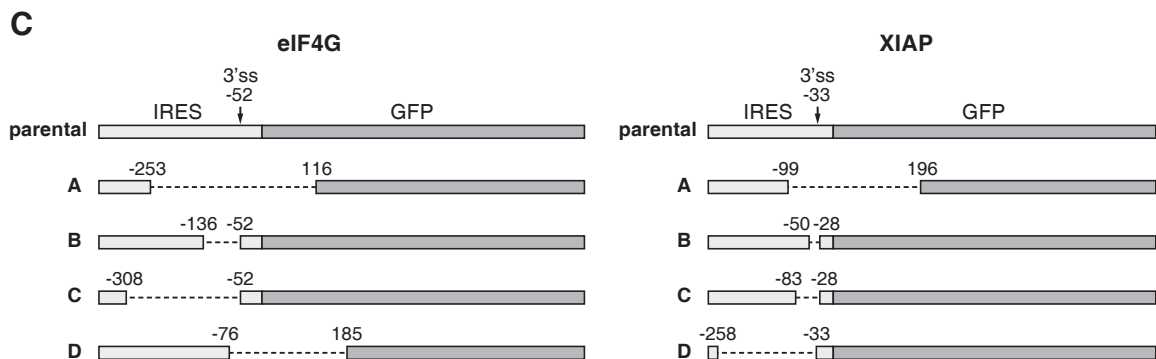 C
eIF4G
XIAP
3'ss
-52
IRES
GFP
parental
A
-253
116
B
-136
-52
C
-308
-52
D
-76
185
3'ss
-33
IRES
GFP
parental
A
-99
196
B
-50
-28
C
-83
-28
D
-258
-33